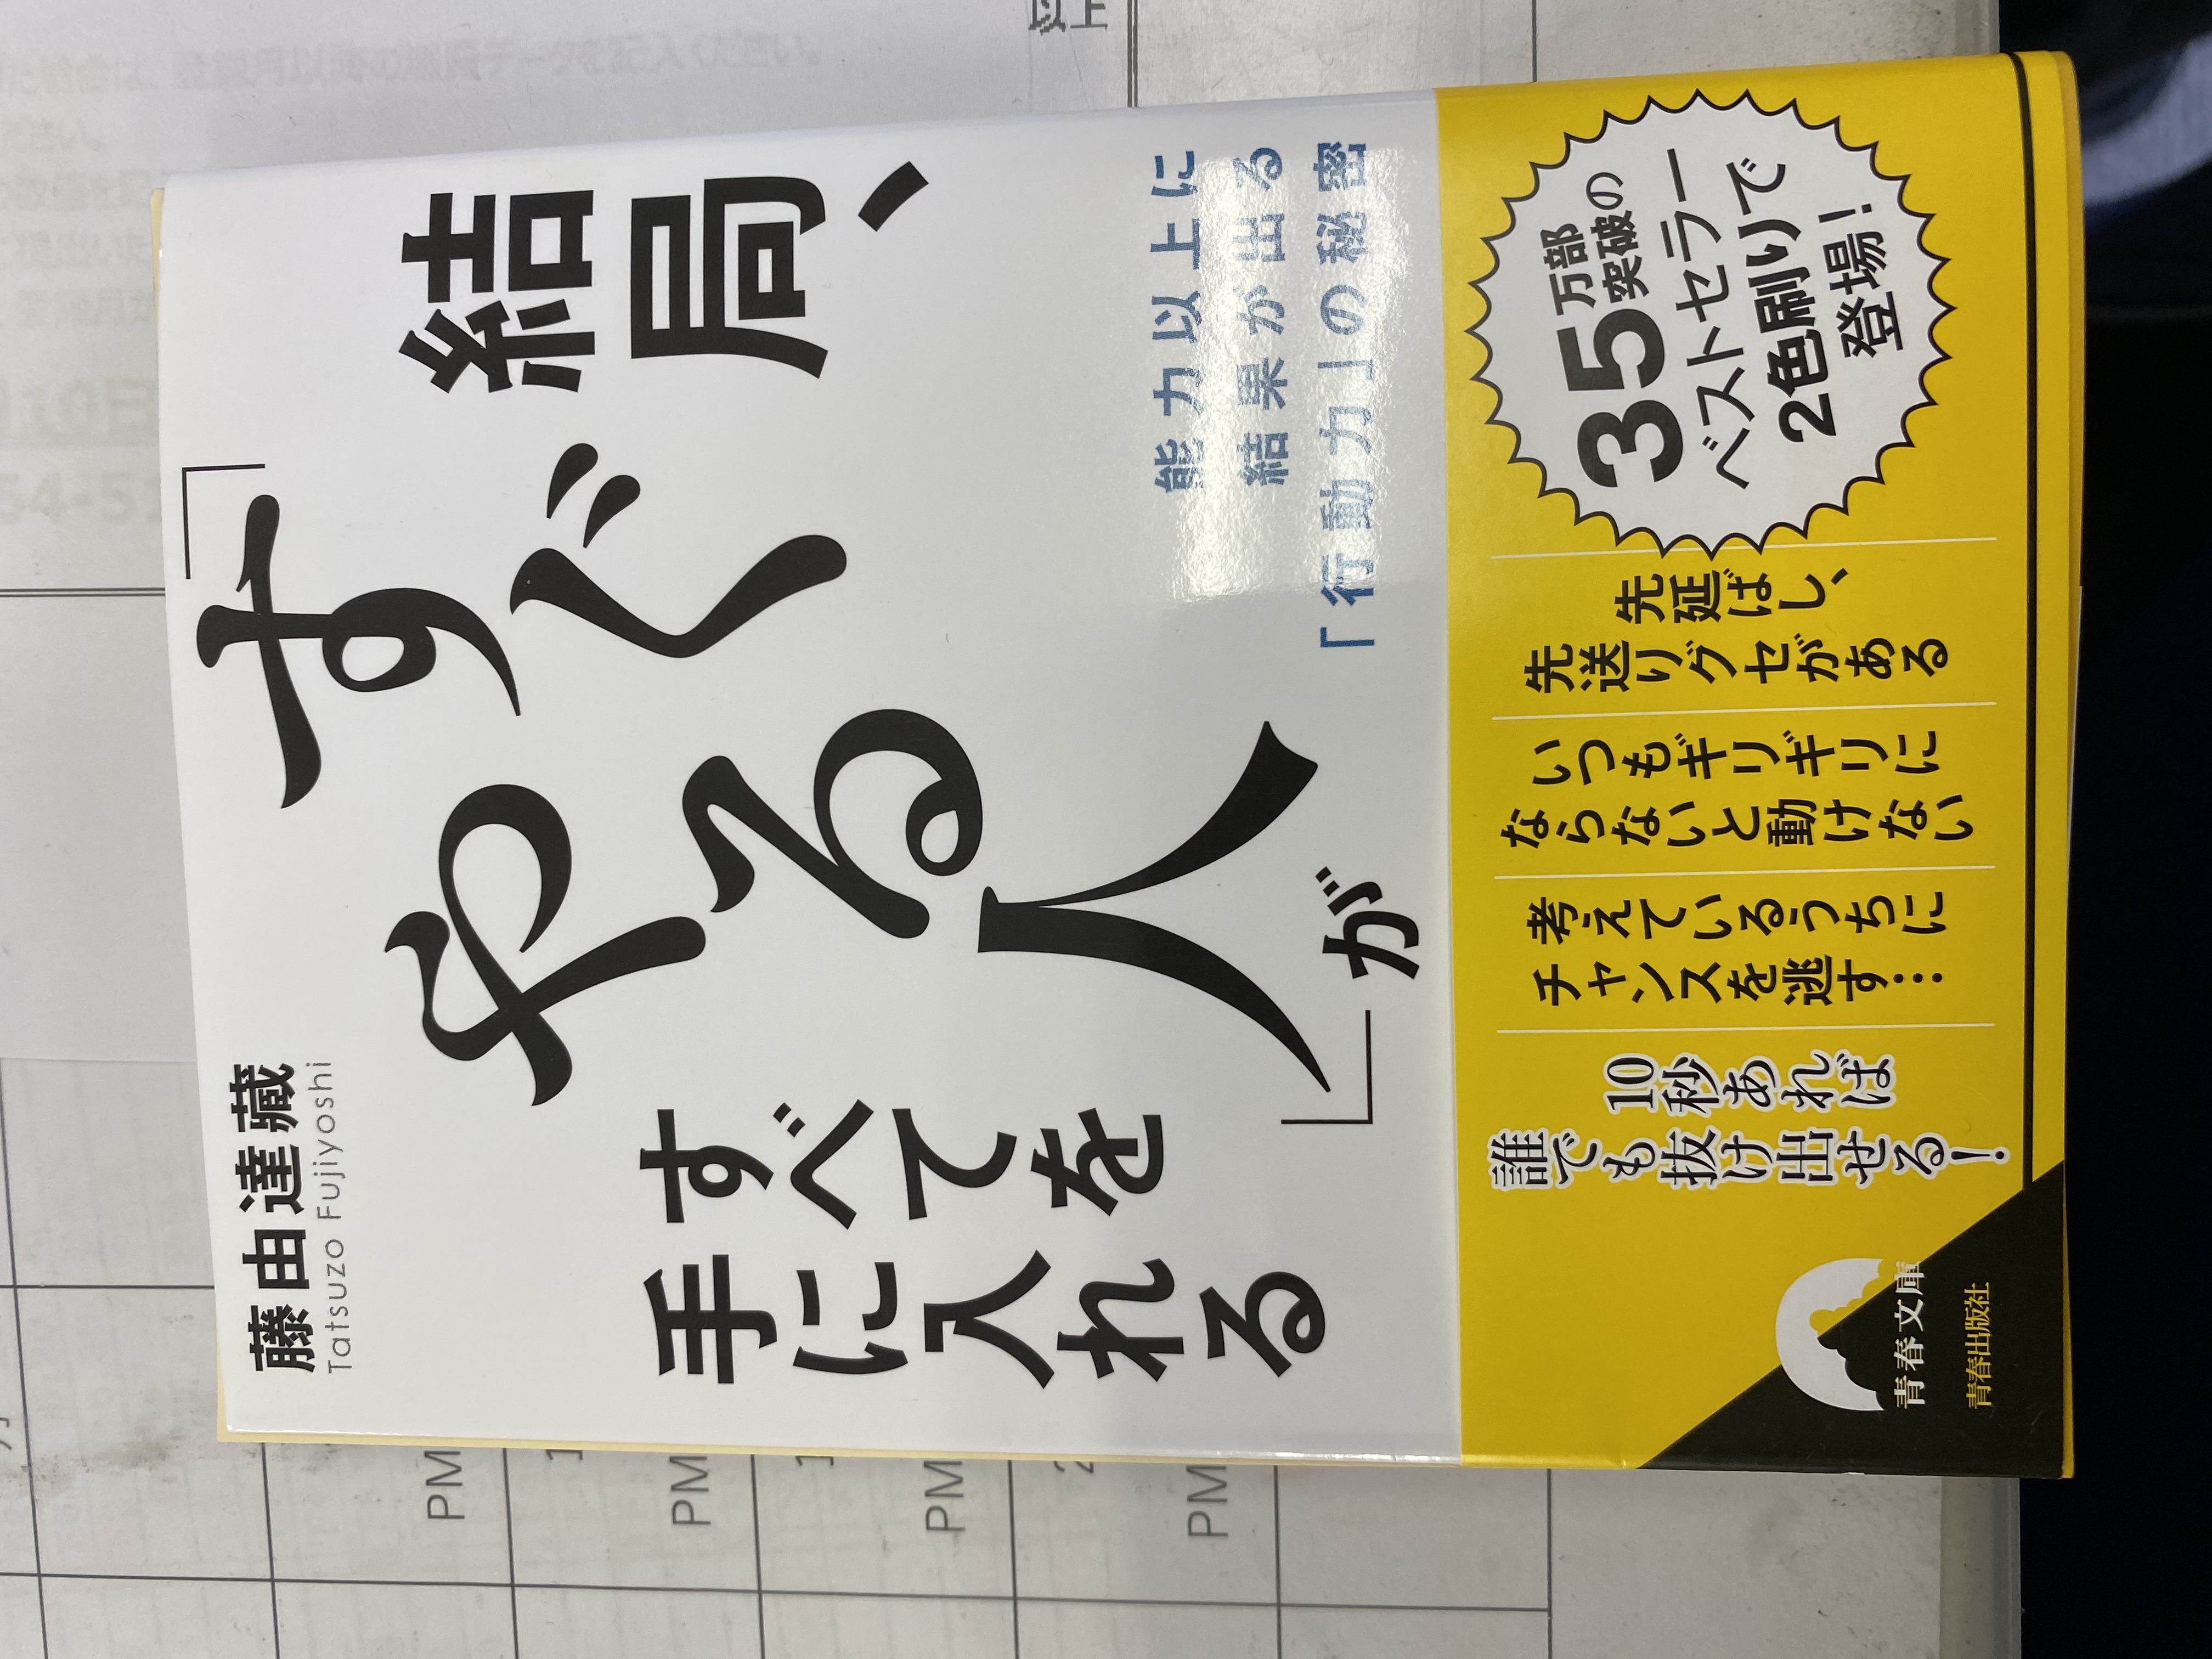 結局、
「すぐ
やる人」が
すべてを
手に入れる
能力以上に
結果が出る
「行動力」の秘密
藤由達藏
Tatsuzo Fujiyoshi
35万部
突破の
ベストセラー
2色刷りで
登場!
先延ばし、
先送りグセがある
いつもギリギリに
ならないと動けない
考えているうちに
チャンスを逃す…
10秒あれば
誰でも抜け出せる!
青春文庫
青春出版社
PM
PM
PM
PM